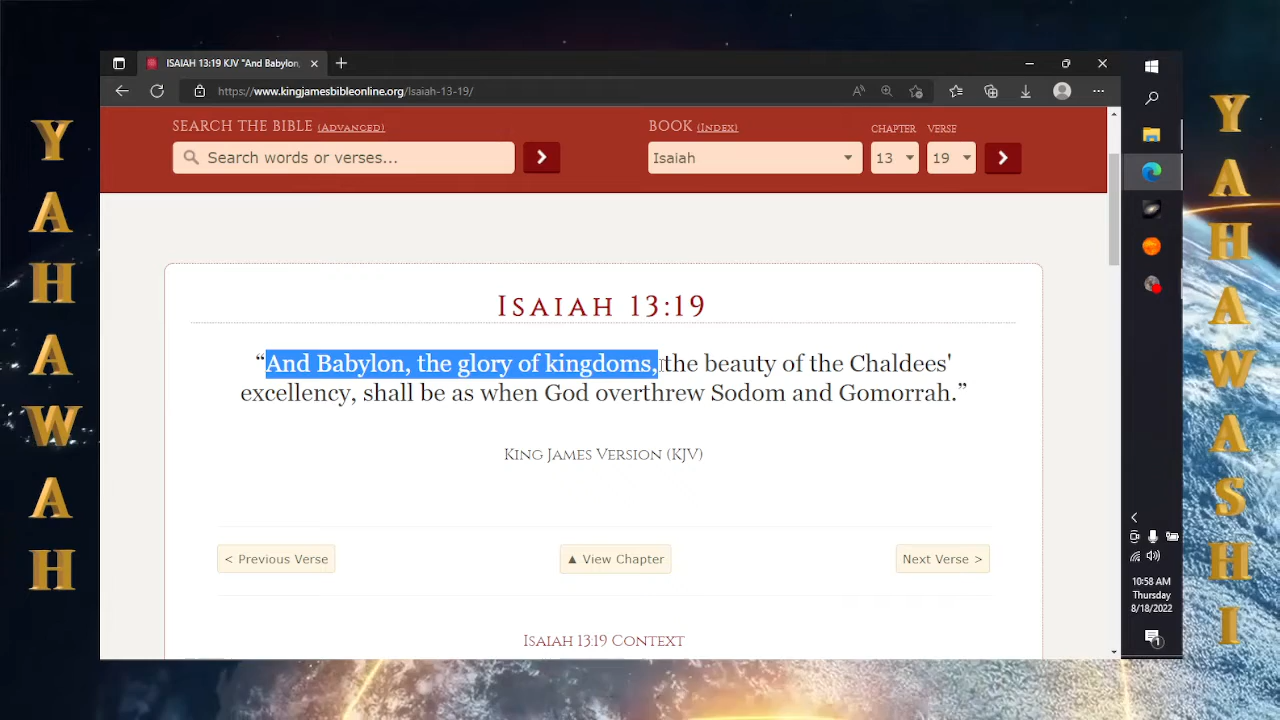 YAHAWAH
ISAIAH 13:19 KJV "And Babylon,
https://www.kingjamesbibleonline.org/Isaiah-13-19/
SEARCH THE BIBLE (ADVANCED)
BOOK (INDEX)
CHAPTER
VERSE
Search words or verses...
Isaiah
13
19
ISAIAH 13:19
“And Babylon, the glory of kingdoms, the beauty of the Chaldees'
excellency, shall be as when God overthrew Sodom and Gomorrah.”
KING JAMES VERSION (KJV)
< Previous Verse
▲ View Chapter
Next Verse >
ISAIAH 13:19 CONTEXT
10:58 AM
Thursday
8/18/2022
1
YAHAWASHI